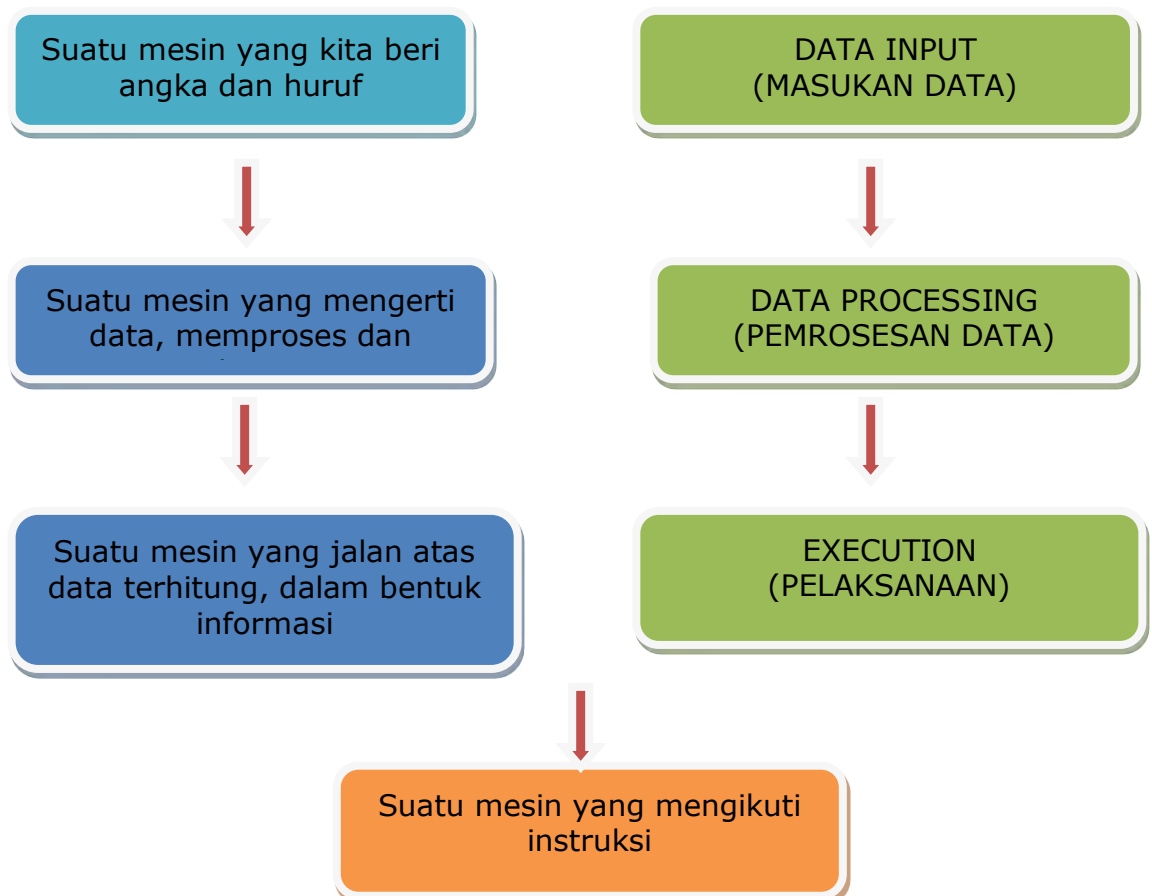 Suatu mesin yang kita beri
angka dan huruf
DATA INPUT
(MASUKAN DATA)
Suatu mesin yang mengerti
data, memproses dan
DATA PROCESSING
(PEMROSESAN DATA)
Suatu mesin yang jalan atas
data terhitung, dalam bentuk
informasi
EXECUTION
(PELAKSANAAN)
Suatu mesin yang mengikuti
instruksi